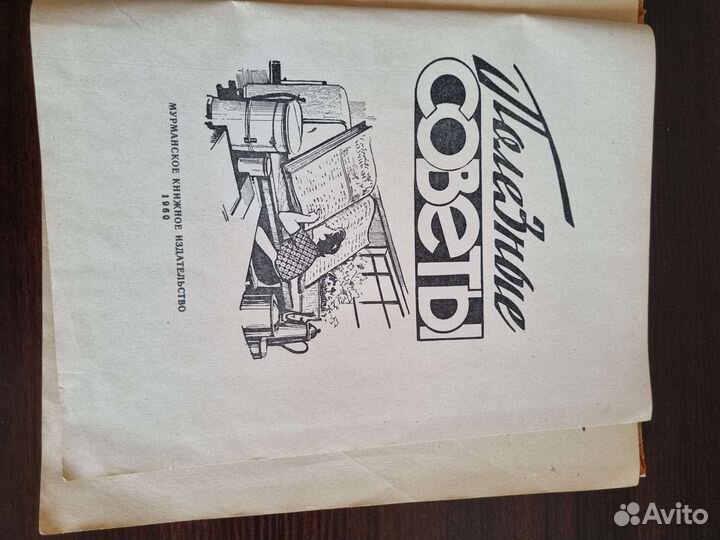 Полезные
СОВЕТЫ
МУРМАНСКОЕ КНИЖНОЕ ИЗДАТЕЛЬСТВО
1960
Avito